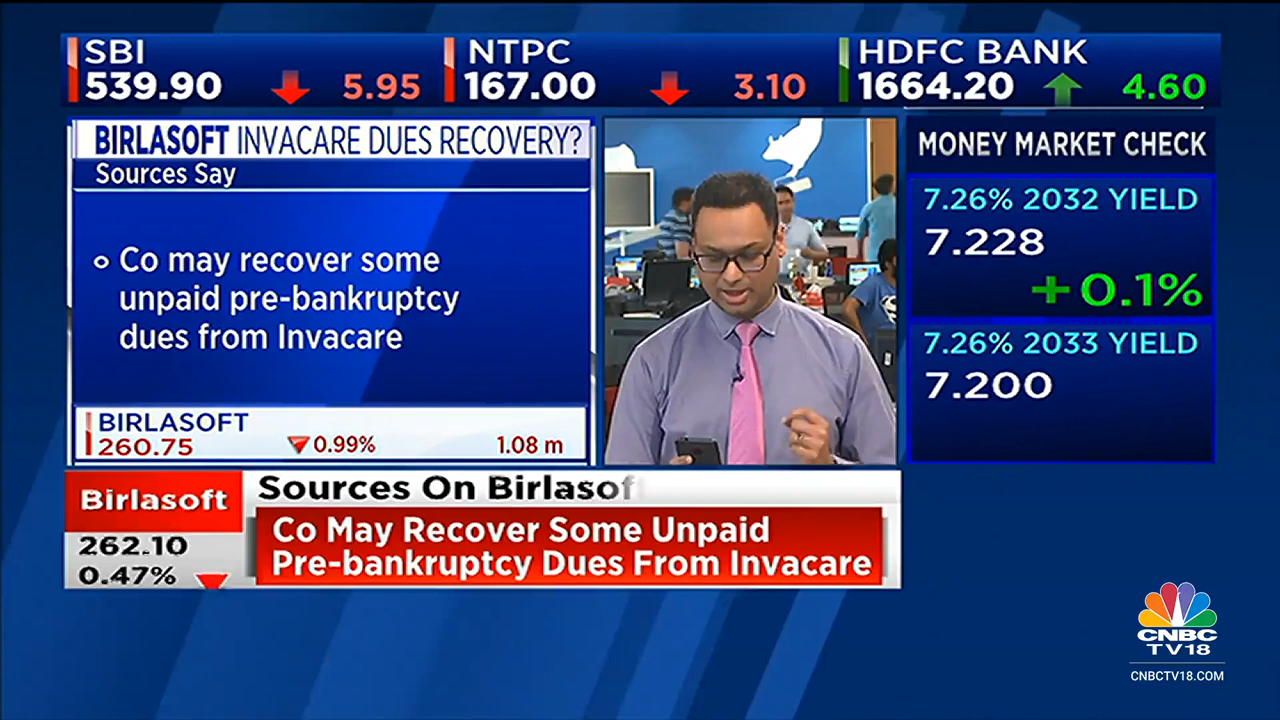 SBI
539.90 5.95
NTPC
167.00 3.10
HDFC BANK
1664.20 4.60
BIRLASOFT INVACARE DUES RECOVERY?
Sources Say
Co may recover some
unpaid pre-bankruptcy
dues from Invacare
BIRLASOFT
260.75 0.99% 1.08 m
MONEY MARKET CHECK
7.26% 2032 YIELD
7.228
+0.1%
7.26% 2033 YIELD
7.200
Birlasoft
262.10
0.47%
Sources On Birlasof
Co May Recover Some Unpaid
Pre-bankruptcy Dues From Invacare
CNBC
TV18
CNBCTV18.COM